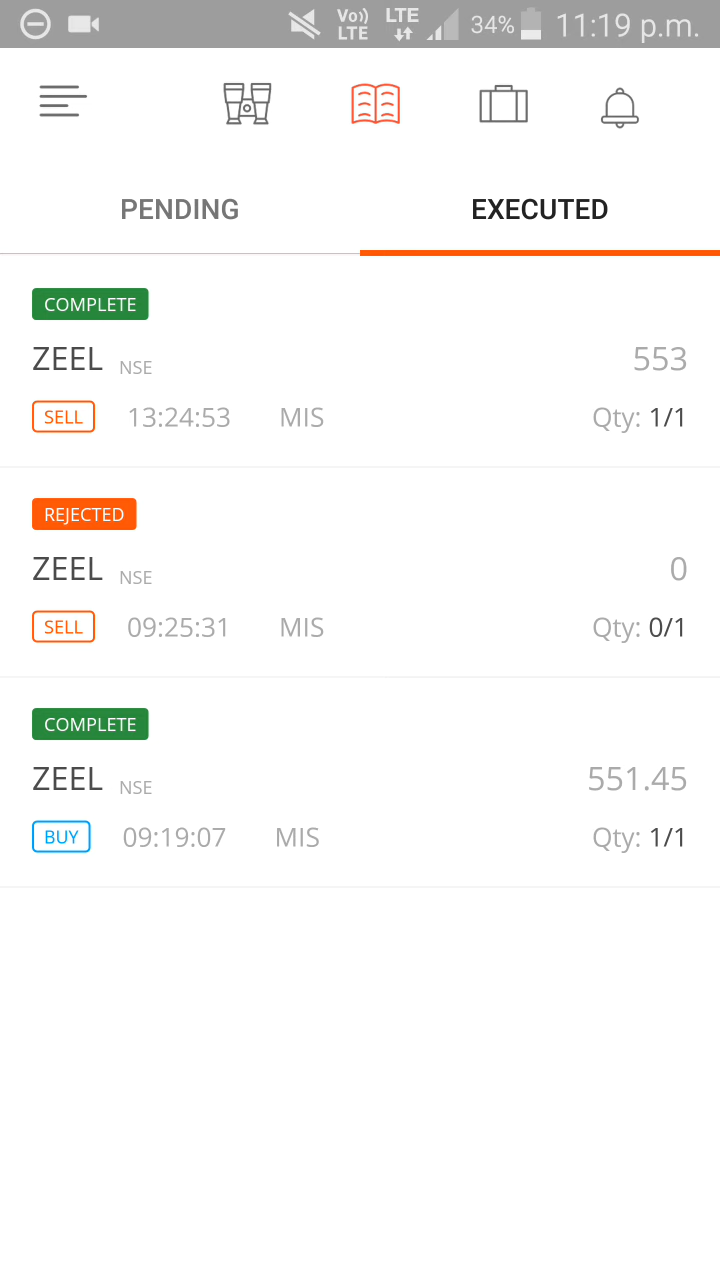 Vo)) LTE LTE 34% 11:19 p.m.
PENDING EXECUTED
COMPLETE
ZEEL NSE 553
SELL 13:24:53 MIS Qty: 1/1
REJECTED
ZEEL NSE 0
SELL 09:25:31 MIS Qty: 0/1
COMPLETE
ZEEL NSE 551.45
BUY 09:19:07 MIS Qty: 1/1